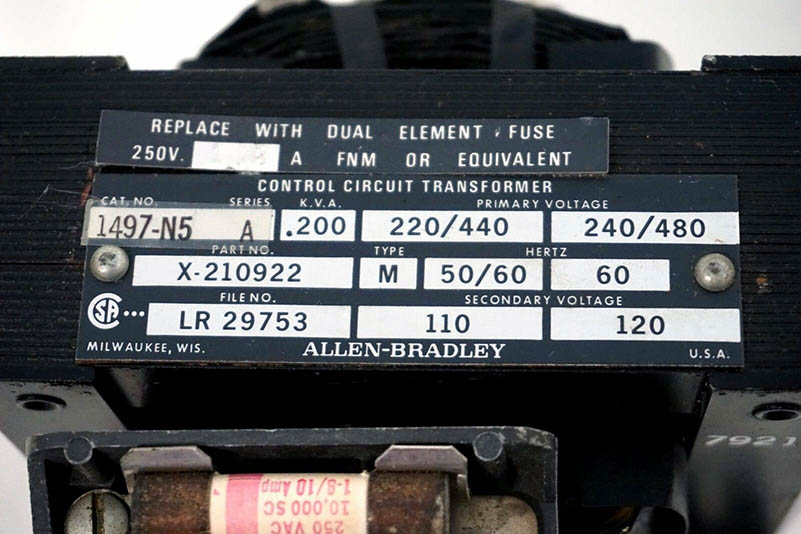 REPLACE WITH DUAL ELEMENT FUSE
250V. A FNM OR EQUIVALENT
CONTROL CIRCUIT TRANSFORMER
CAT. NO. SERIES K.V.A. PRIMARY VOLTAGE
1497-N5 A .200 220/440 240/480
PART NO. TYPE HERTZ
X-210922 M 50/60 60
FILE NO. SECONDARY VOLTAGE
SA LR 29753 110 120
MILWAUKEE, WIS. ALLEN-BRADLEY U.S.A.
7921
250 VAC
10,000 SC
1-8/10 Amp